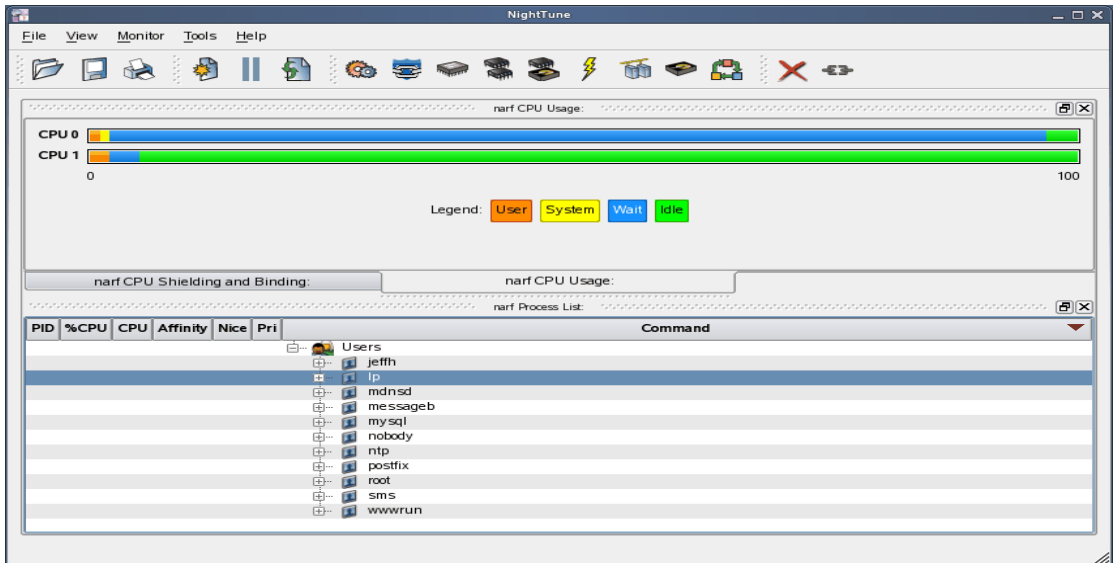 NightTune
File View Monitor Tools Help
narf CPU Usage:
CPU 0
CPU 1
0 100
Legend: User System Wait Idle
narf CPU Shielding and Binding: narf CPU Usage:
narf Process List:
PID %CPU CPU Affinity Nice Pri Command
Users
jeffh
lp
mdnsd
messageb
mysql
nobody
ntp
postfix
root
sms
wwwrun